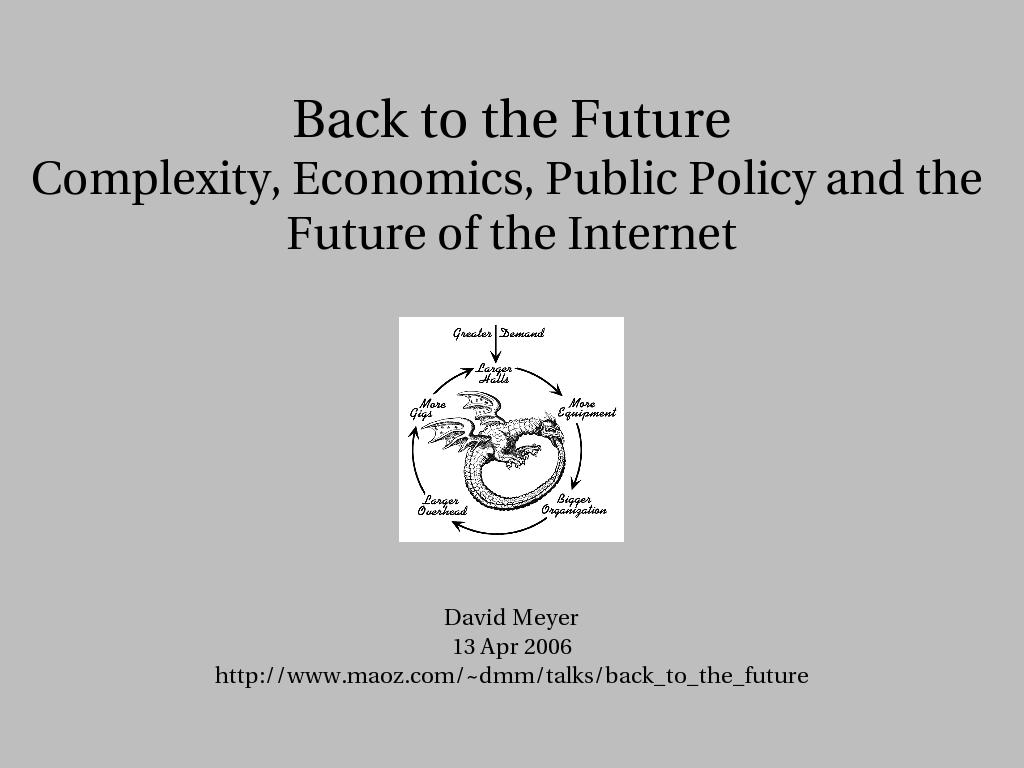 Back to the Future
Complexity, Economics, Public Policy and the
Future of the Internet
Greater Demand
Larger
Halls
More
Equipment
Bigger
Organization
Larger
Overhead
More
Gigs
David Meyer
13 Apr 2006
http://www.maoz.com/~dmm/talks/back_to_the_future